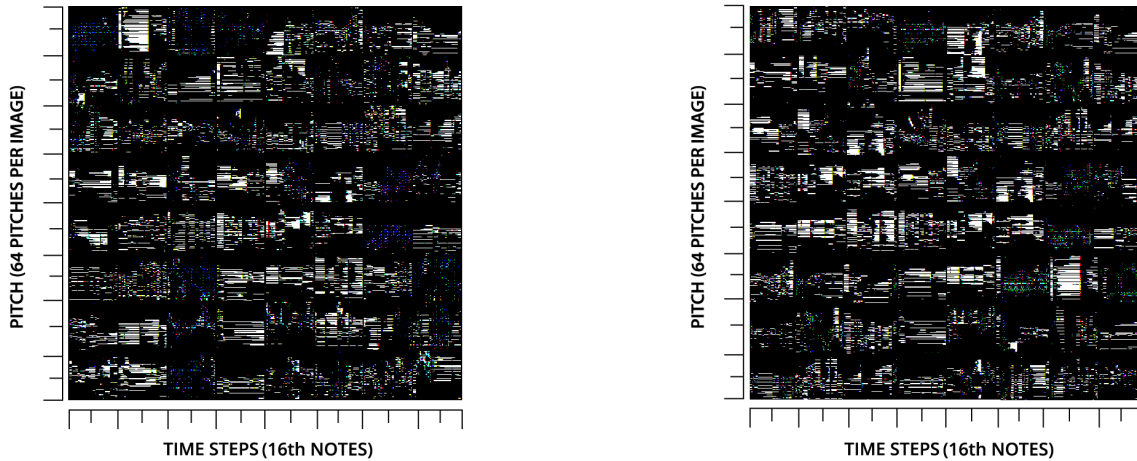 PITCH (64 PITCHES PER IMAGE)
TIME STEPS (16th NOTES)
PITCH (64 PITCHES PER IMAGE)
TIME STEPS (16th NOTES)